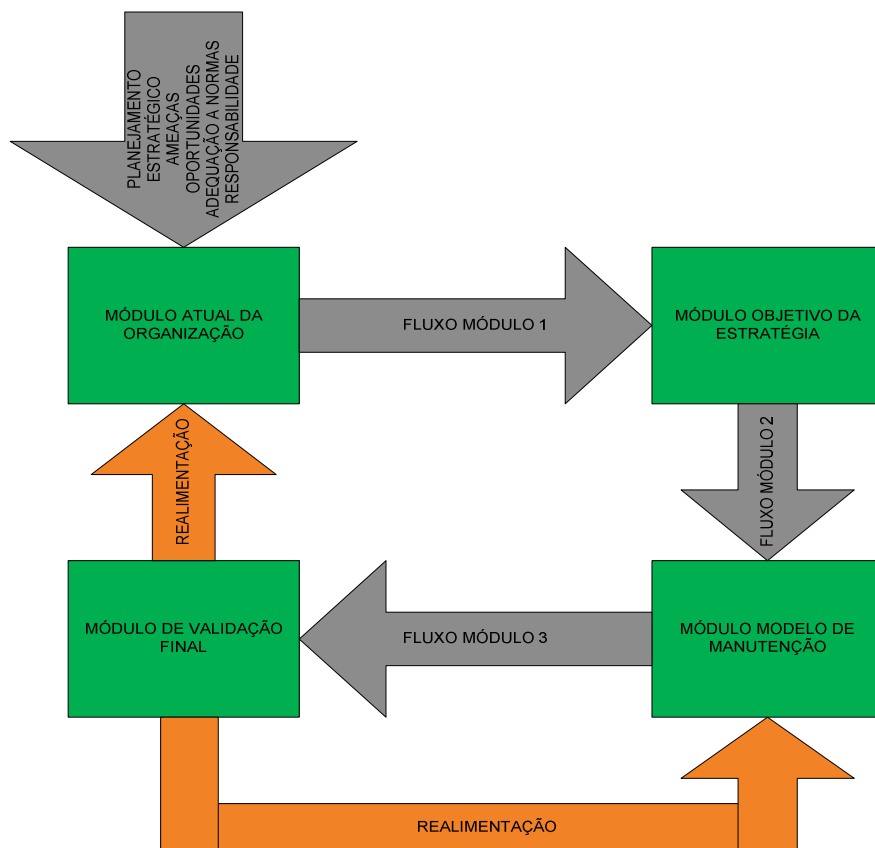 PLANEJAMENTO
ESTRATÉGICO
AMEAÇAS
OPORTUNIDADES
ADEQUAÇÃO A NORMAS
RESPONSABILIDADE
MÓDULO ATUAL DA
ORGANIZAÇÃO
FLUXO MÓDULO 1
MÓDULO OBJETIVO DA
ESTRATÉGIA
REALIMENTAÇÃO
FLUXO MÓDULO 2
MÓDULO DE VALIDAÇÃO
FINAL
FLUXO MÓDULO 3
MÓDULO MODELO DE
MANUTENÇÃO
REALIMENTAÇÃO